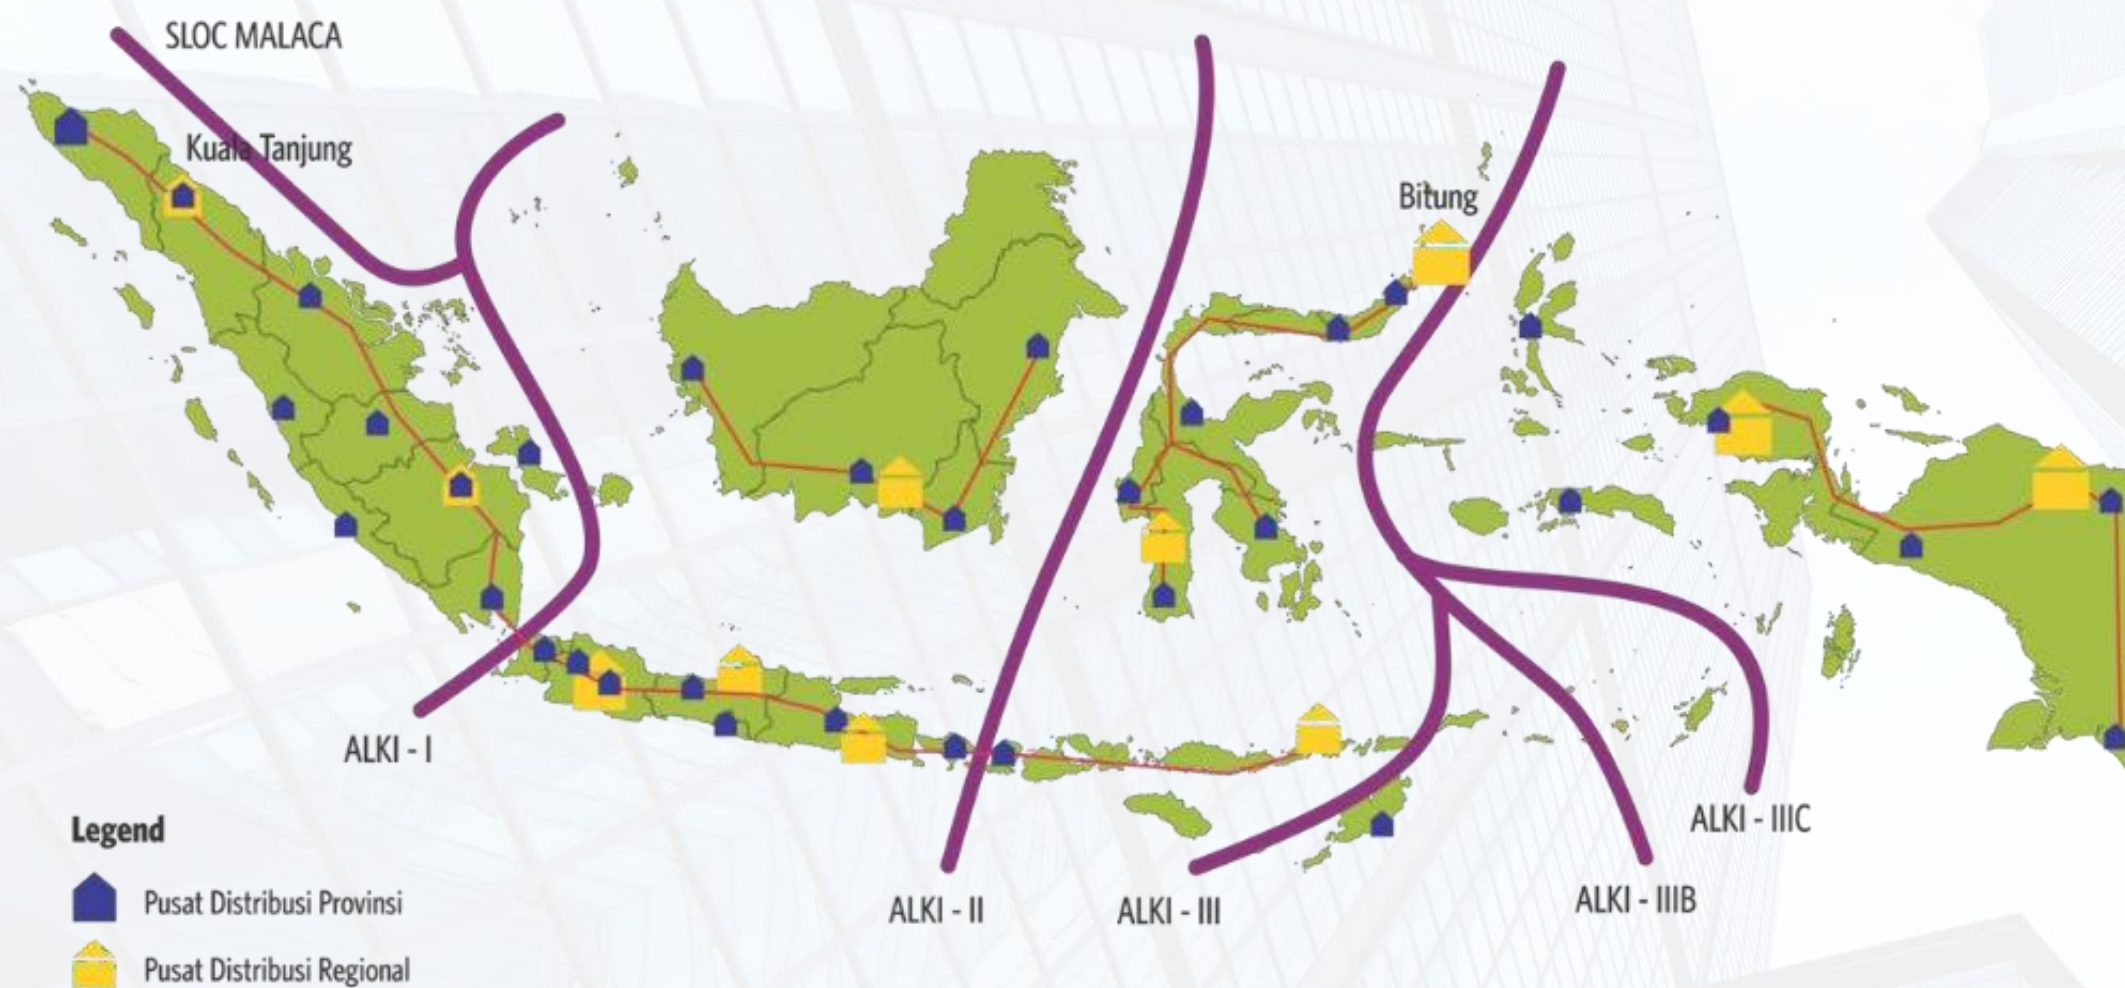 SLOC MALACA
Kuala Tanjung
Bitung
ALKI - I
ALKI - II
ALKI - III
ALKI - IIIB
ALKI - IIIC
Legend
Pusat Distribusi Provinsi
Pusat Distribusi Regional